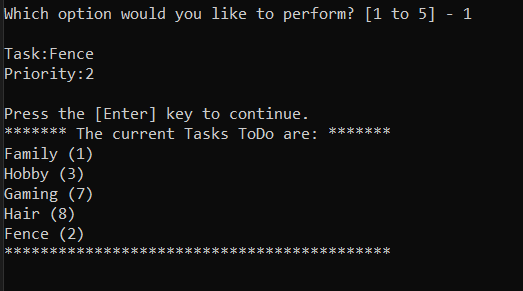 Which option would you like to perform? [1 to 5] - 1
Task:Fence
Priority:2
Press the [Enter] key to continue.
******* The current Tasks ToDo are: *******
Family (1)
Hobby (3)
Gaming (7)
Hair (8)
Fence (2)
*******************************************